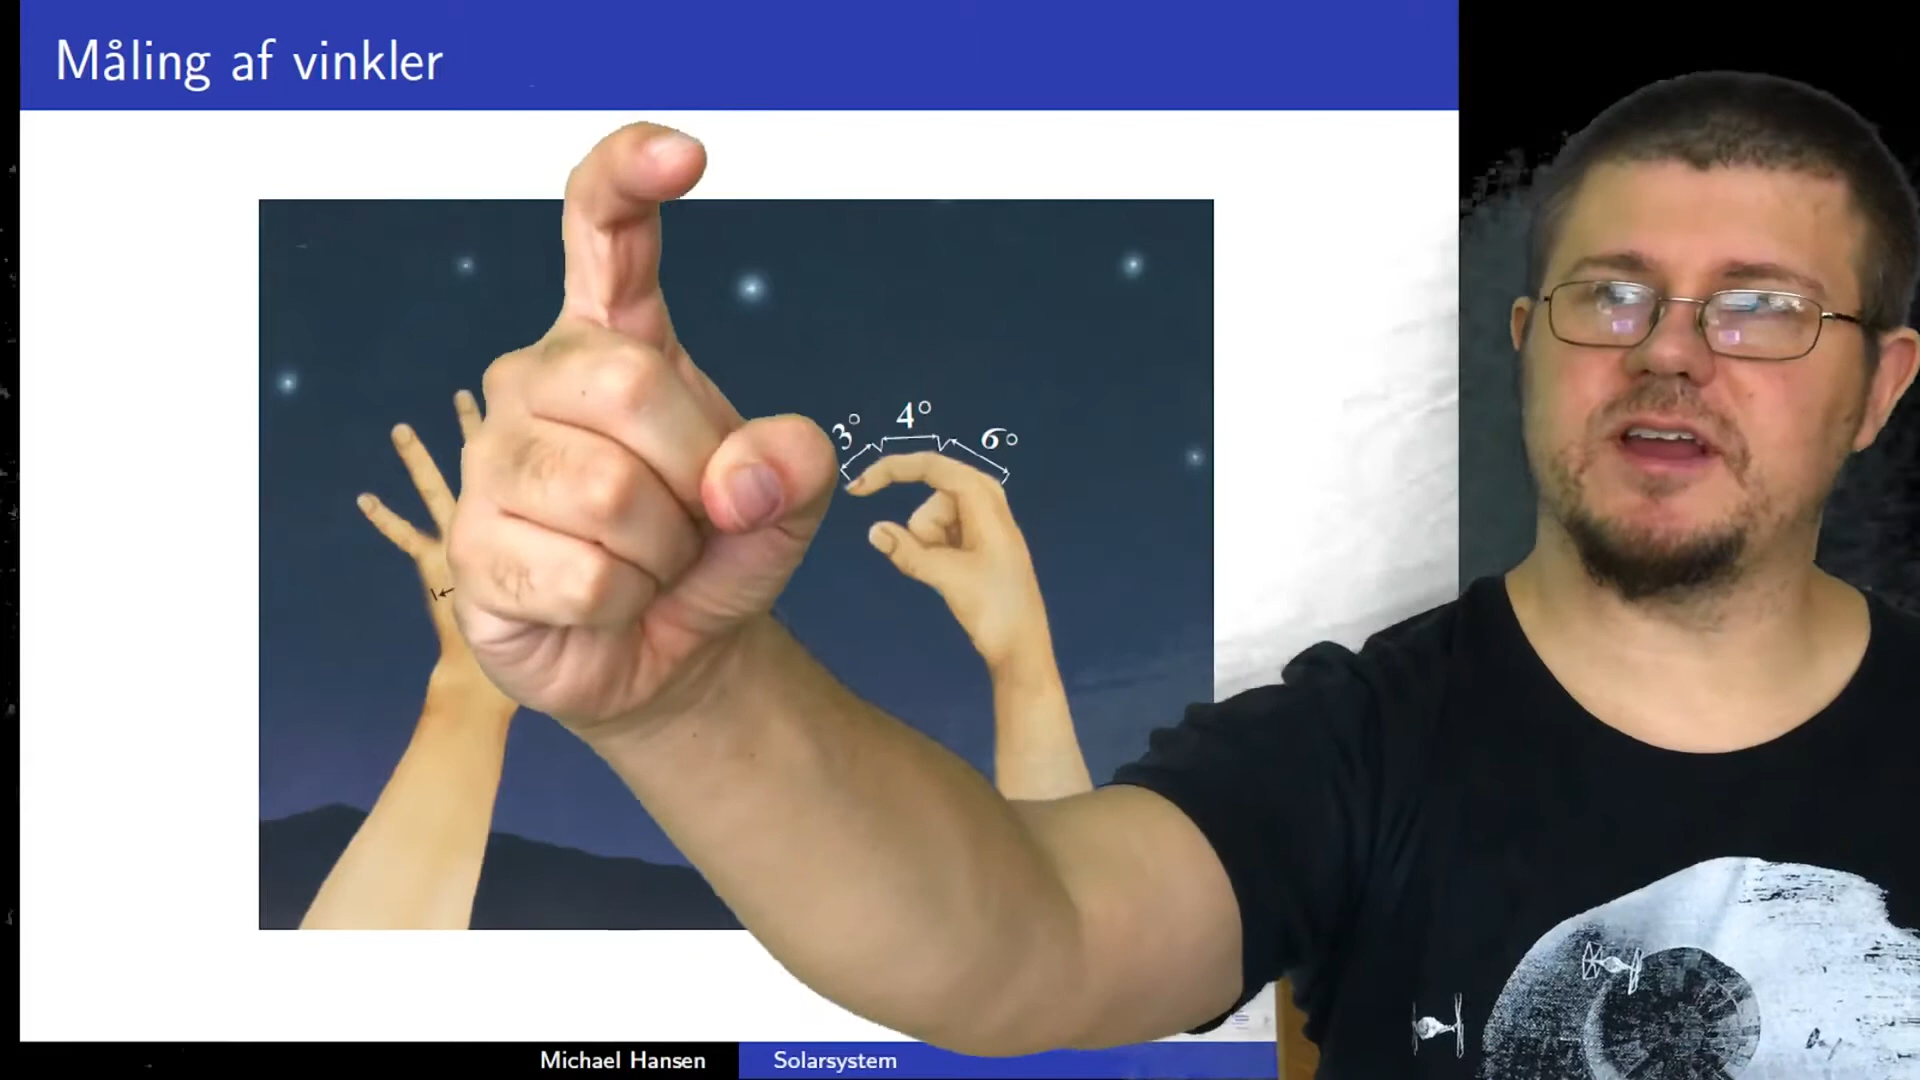 Måling af vinkler
3°
4°
6°
Michael Hansen
Solarsystem